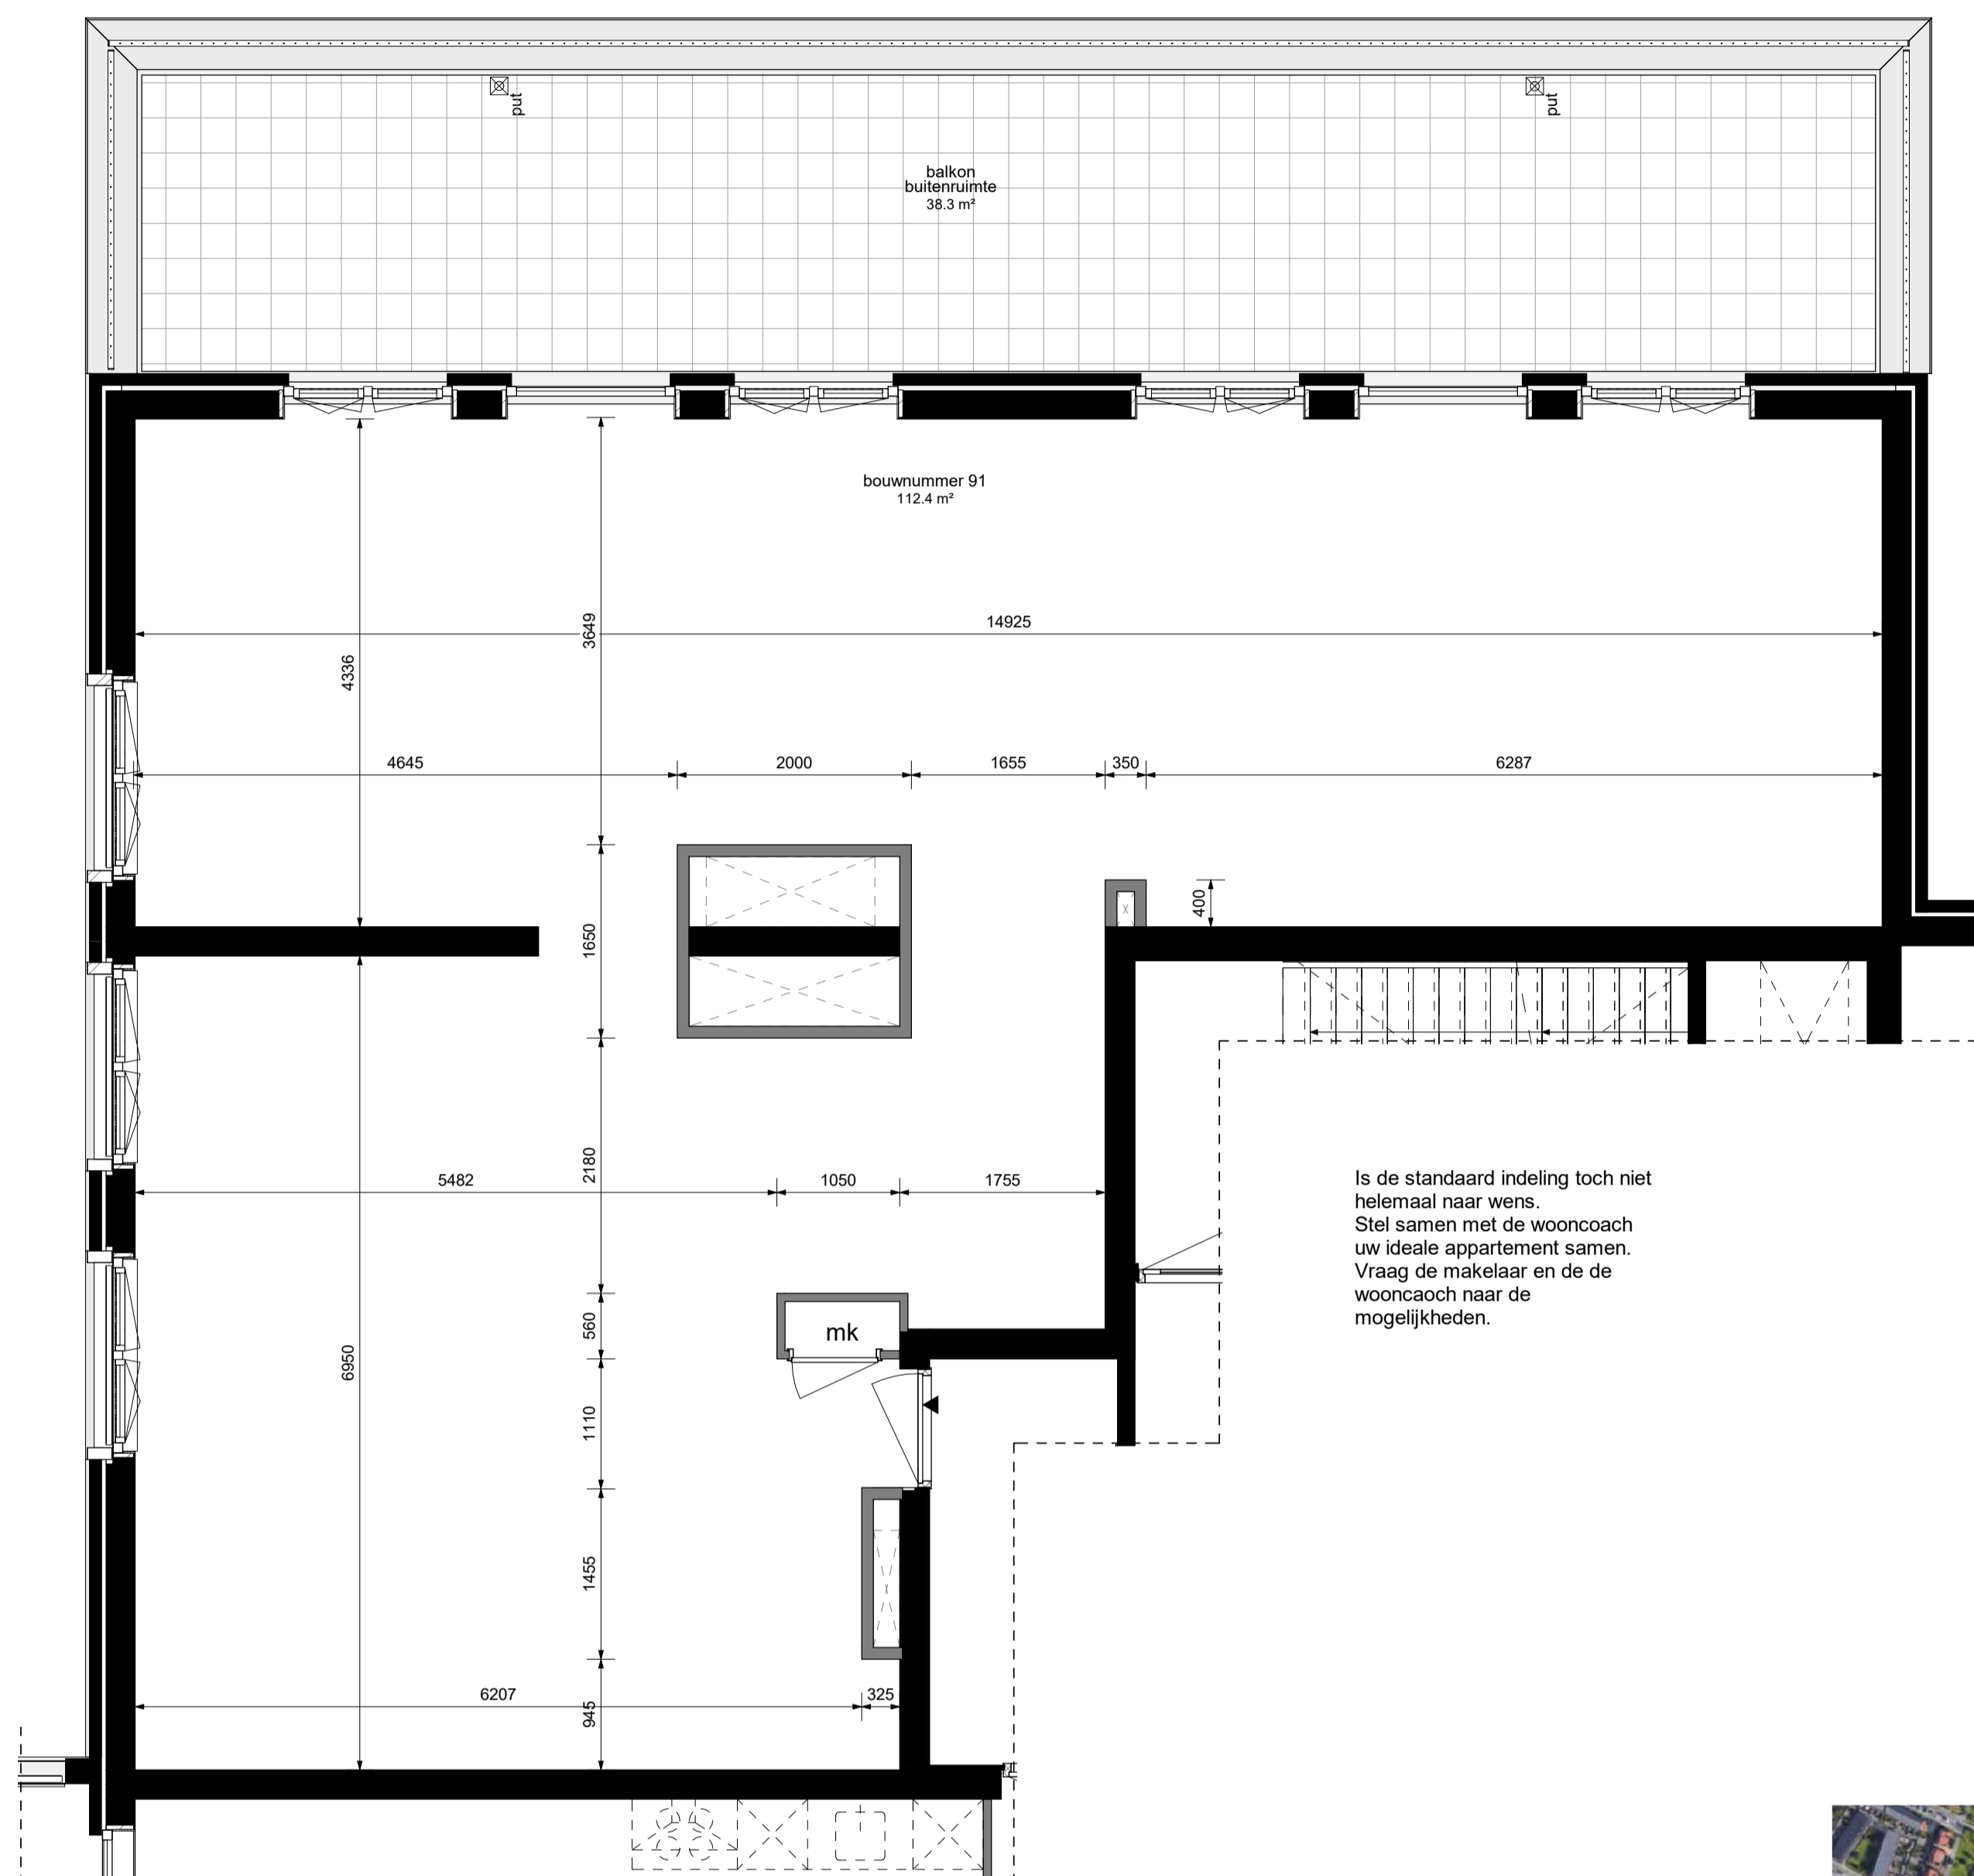 put
put
balkon
buitenruimte
38.3 m²
bouwnummer 91
112.4 m²
14925
3649
4336
4645
2000
1655
350
6287
400
1650
2180
5482
1050
1755
Is de standaard indeling toch niet
helemaal naar wens.
Stel samen met de wooncoach
uw ideale appartement samen.
Vraag de makelaar en de de
wooncaoch naar de
mogelijkheden.
560
mk
6950
1110
1455
6207
325
945